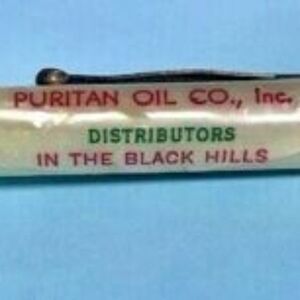 PURITAN OIL CO., Inc.
DISTRIBUTORS
IN THE BLACK HILLS